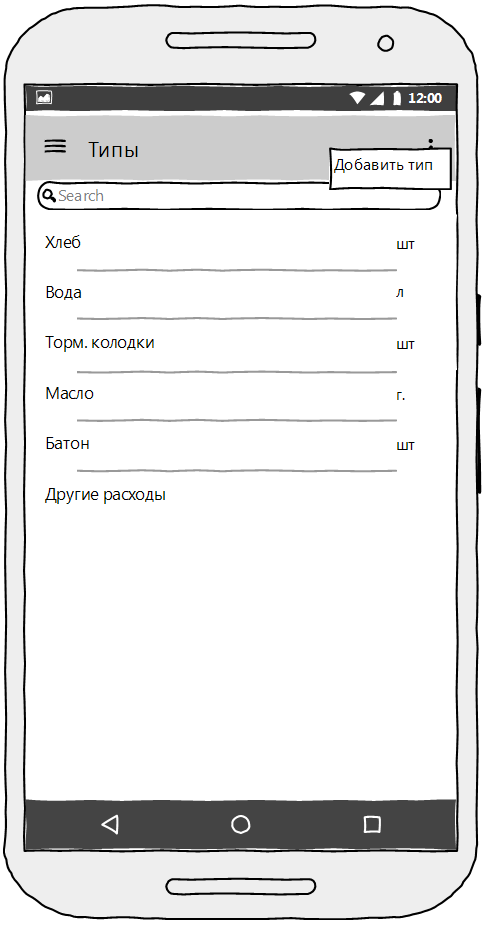 12:00
Типы
Добавить тип
Search
Хлеб шт
Вода л
Торм. колодки шт
Масло г.
Батон шт
Другие расходы